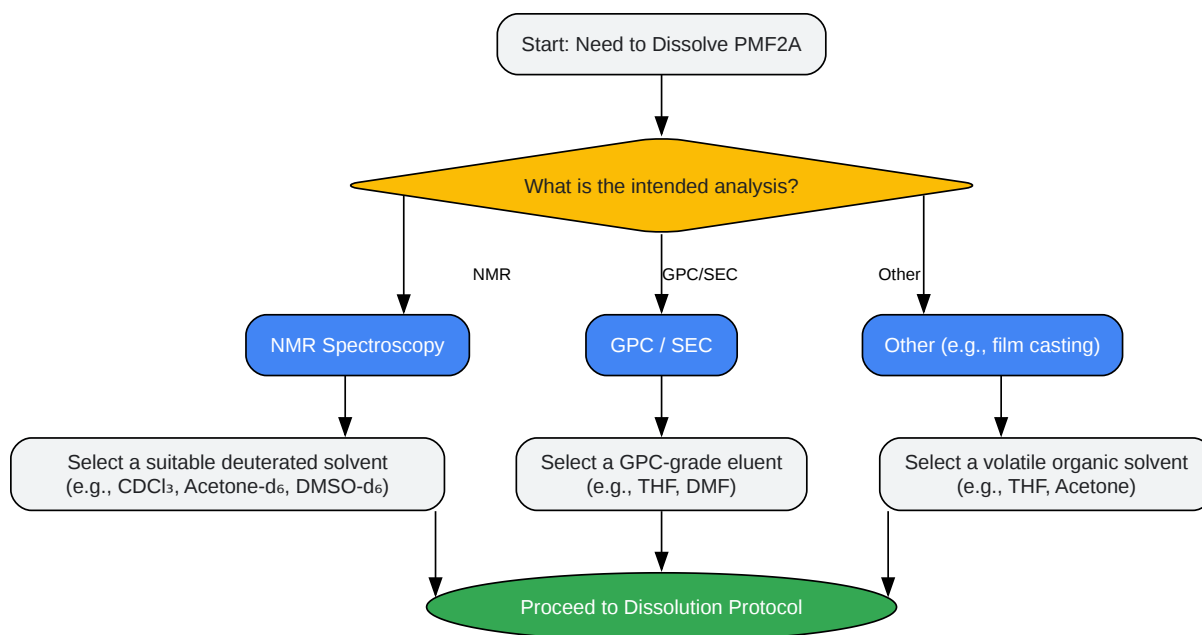 Start: Need to Dissolve PMF2A
What is the intended analysis?
NMR
GPC/SEC
Other
NMR Spectroscopy
GPC / SEC
Other (e.g., film casting)
Select a suitable deuterated solvent
(e.g., CDCl₃, Acetone-d₆, DMSO-d₆)
Select a GPC-grade eluent
(e.g., THF, DMF)
Select a volatile organic solvent
(e.g., THF, Acetone)
Proceed to Dissolution Protocol